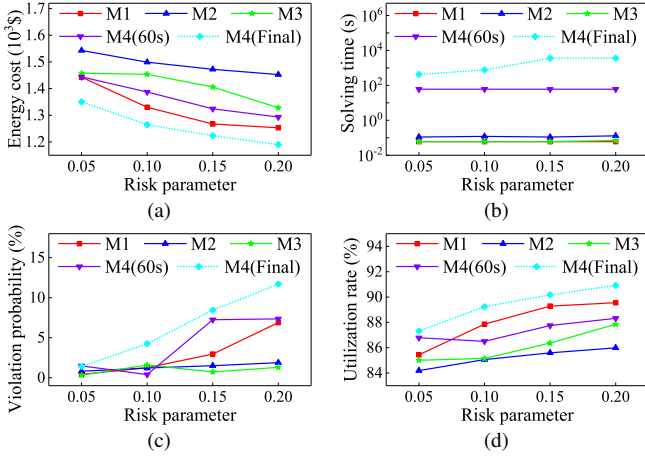 M1 M2 M3
M4(60s) M4(Final)
Energy cost (10³$)
1.7
1.6
1.5
1.4
1.3
1.2
0.05 0.10 0.15 0.20
Risk parameter
(a)
M1 M2 M3
M4(60s) M4(Final)
Solving time (s)
10⁶
10⁴
10²
10⁰
10⁻²
0.05 0.10 0.15 0.20
Risk parameter
(b)
M1 M2 M3
M4(60s) M4(Final)
Violation probability (%)
15
10
5
0
0.05 0.10 0.15 0.20
Risk parameter
(c)
M1 M2 M3
M4(60s) M4(Final)
Utilization rate (%)
94
92
90
88
86
84
0.05 0.10 0.15 0.20
Risk parameter
(d)